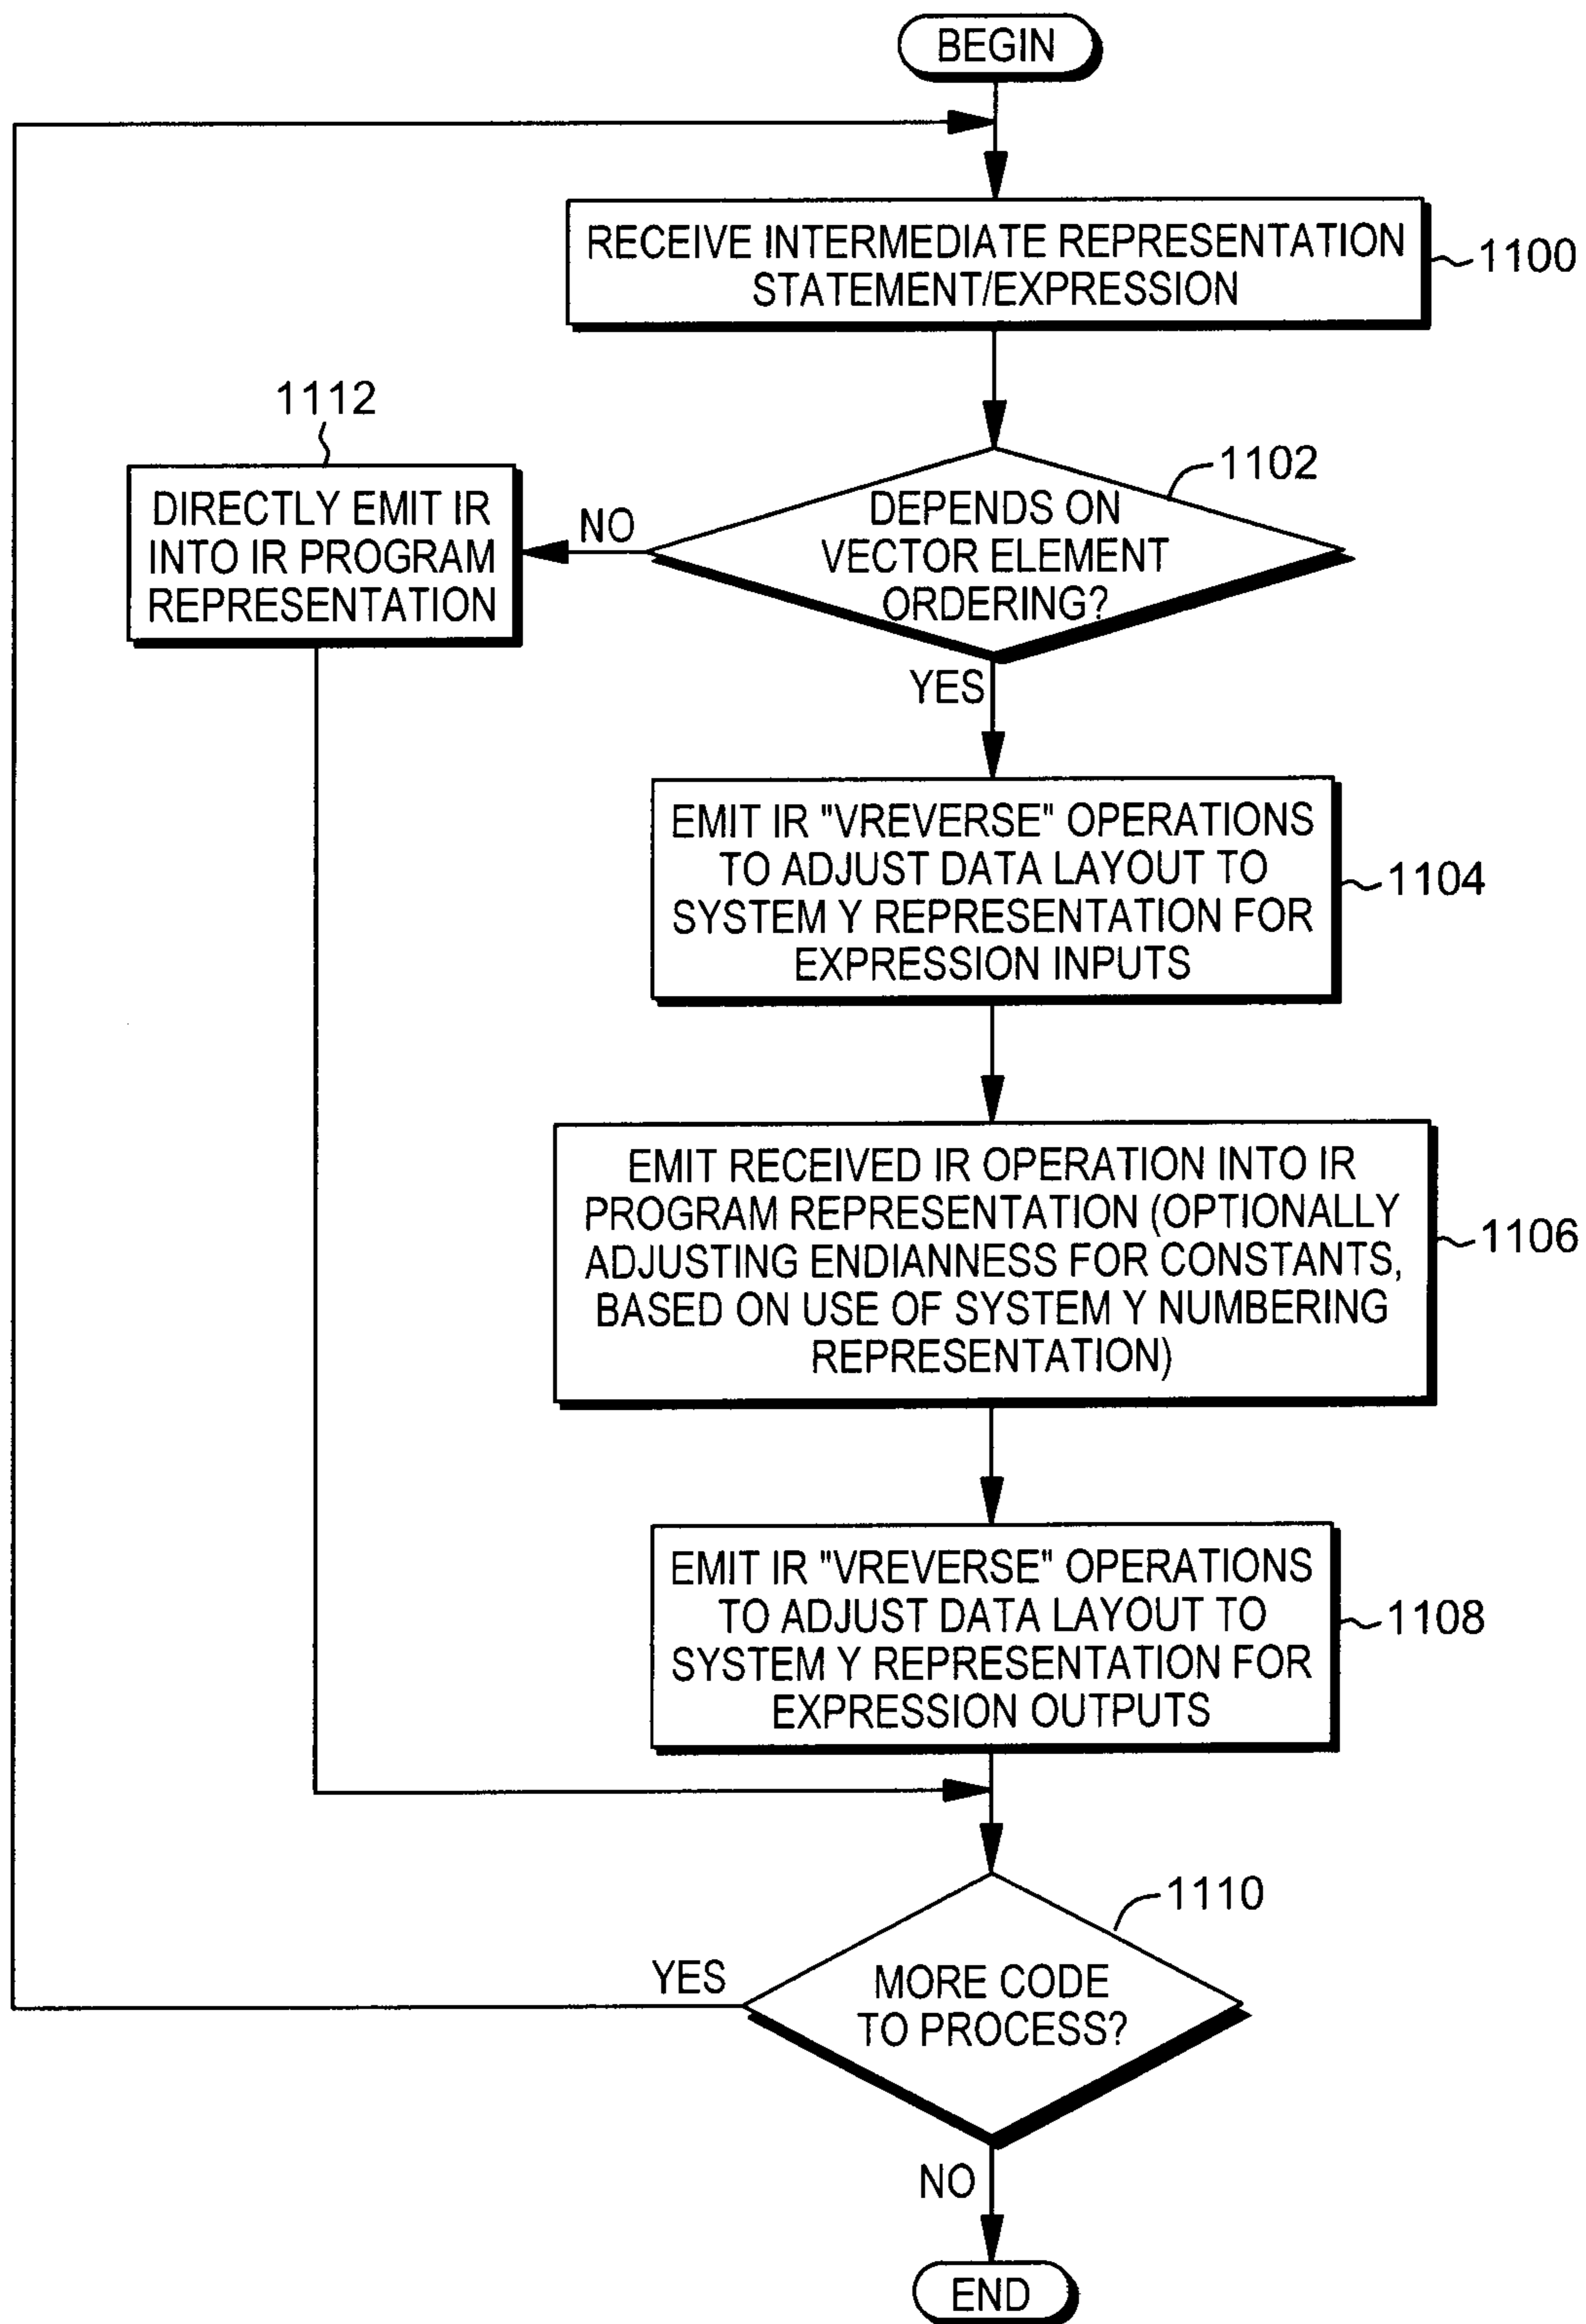 BEGIN
RECEIVE INTERMEDIATE REPRESENTATION
STATEMENT/EXPRESSION
1100
1112
DIRECTLY EMIT IR
INTO IR PROGRAM
REPRESENTATION
NO
1102
DEPENDS ON
VECTOR ELEMENT
ORDERING?
YES
EMIT IR "VREVERSE" OPERATIONS
TO ADJUST DATA LAYOUT TO
SYSTEM Y REPRESENTATION FOR
EXPRESSION INPUTS
1104
EMIT RECEIVED IR OPERATION INTO IR
PROGRAM REPRESENTATION (OPTIONALLY
ADJUSTING ENDIANNESS FOR CONSTANTS,
BASED ON USE OF SYSTEM Y NUMBERING
REPRESENTATION)
1106
EMIT IR "VREVERSE" OPERATIONS
TO ADJUST DATA LAYOUT TO
SYSTEM Y REPRESENTATION FOR
EXPRESSION OUTPUTS
1108
1110
YES
MORE CODE
TO PROCESS?
NO
END